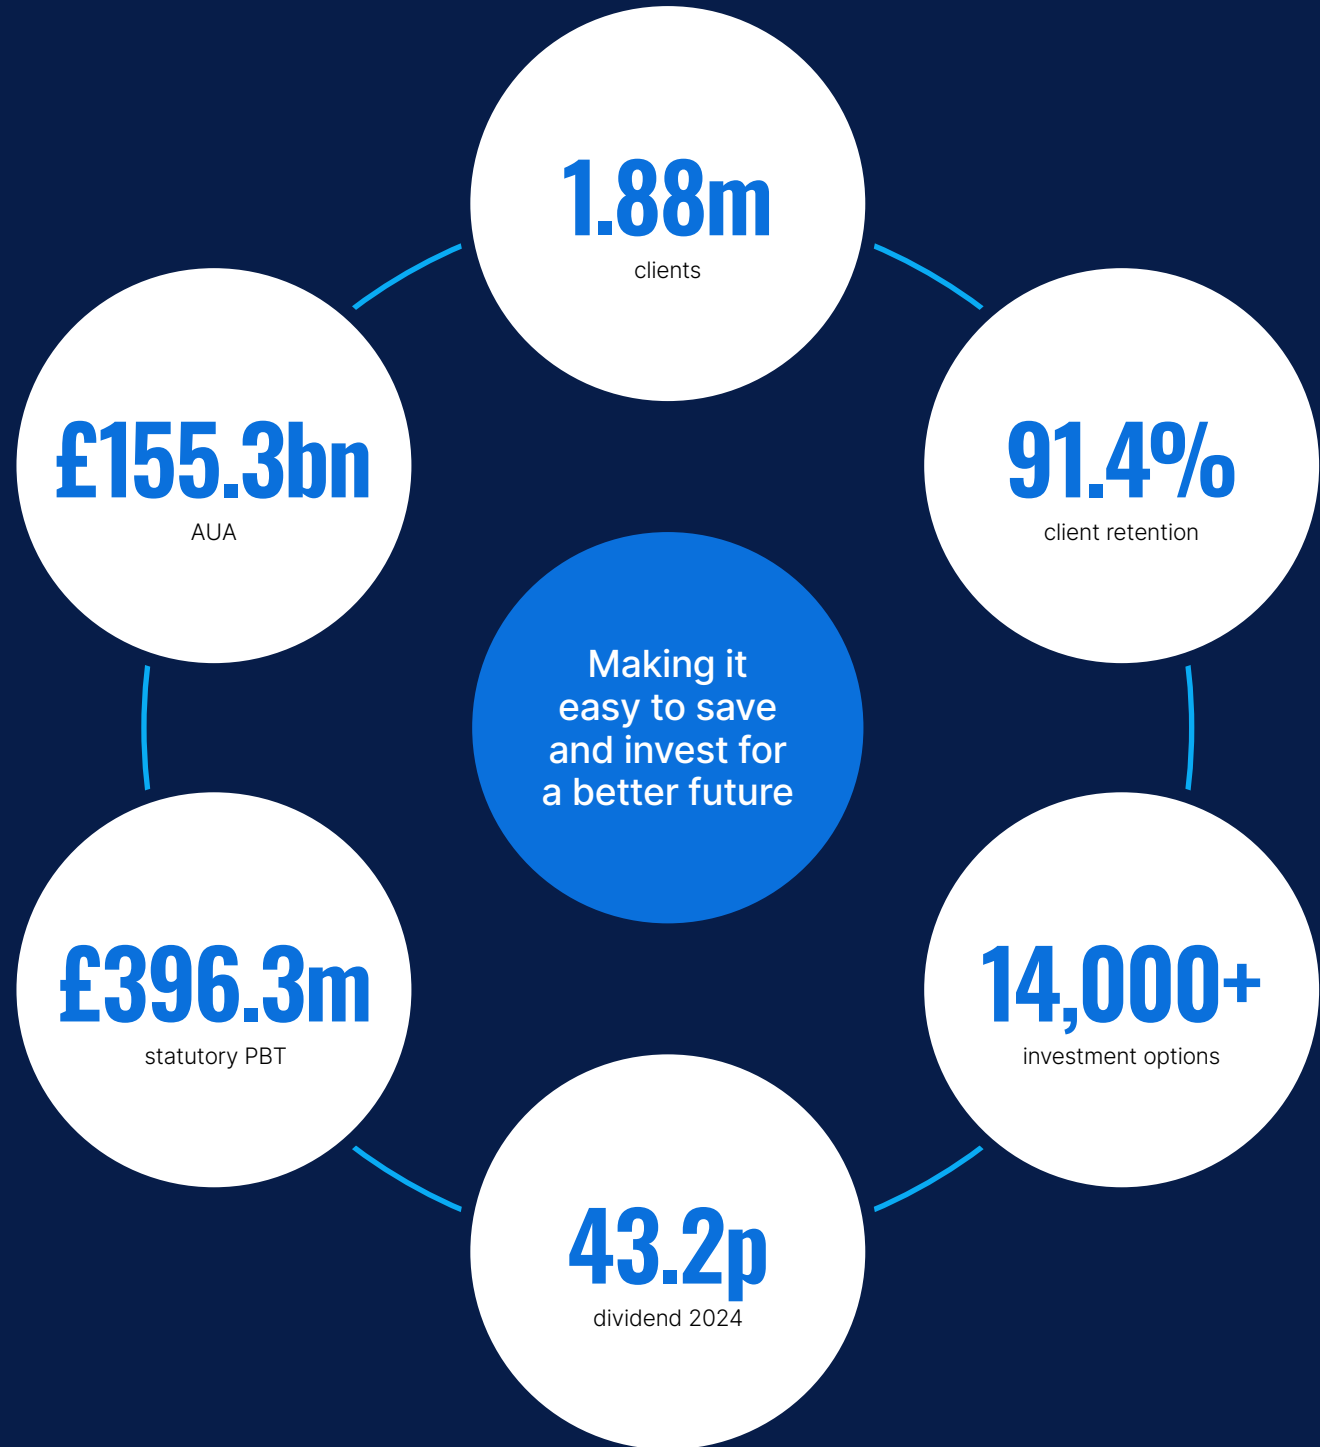 1.88m
clients
£155.3bn
AUA
91.4%
client retention
Making it
easy to save
and invest for
a better future
£396.3m
statutory PBT
14,000+
investment options
43.2p
dividend 2024